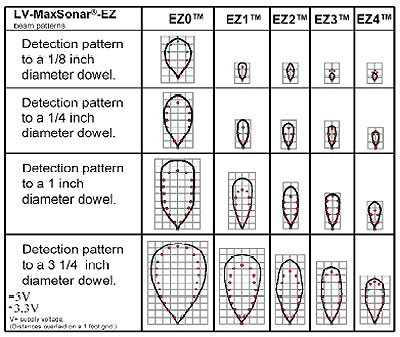 LV-MaxSonar®-EZ
beam patterns.
EZ0™ EZ1™ EZ2™ EZ3™ EZ4™
Detection pattern
to a 1/8 inch
diameter dowel.
Detection pattern
to a 1/4 inch
diameter dowel.
Detection pattern
to a 1 inch
diameter dowel.
Detection pattern
to a 3 1/4 inch
diameter dowel.
=5V
*3.3V
V= supply voltage.
(Distances overlaid on a 1 foot grid.)